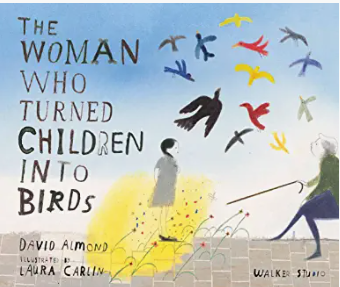 THE
WOMAN
WHO
TURNED
CHILDREN
INTO
BIRDS
DAVID ALMOND
ILLUSTRATED BY
LAURA CARLIN
WALKER STUDIO